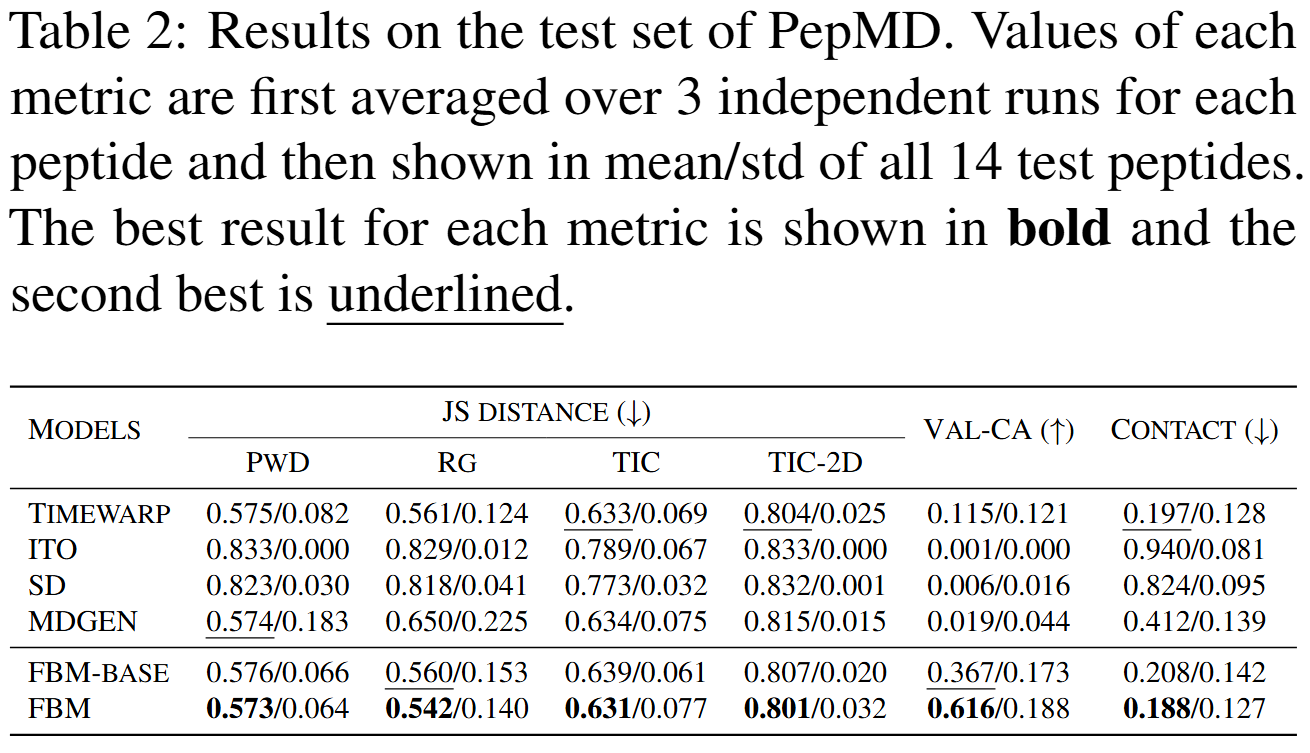 Table 2: Results on the test set of PepMD. Values of each
metric are first averaged over 3 independent runs for each
peptide and then shown in mean/std of all 14 test peptides.
The best result for each metric is shown in bold and the
second best is underlined.
MODELS JS DISTANCE (↓) VAL-CA (↑) CONTACT (↓)
PWD RG TIC TIC-2D
TIMEWARP 0.575/0.082 0.561/0.124 0.633/0.069 0.804/0.025 0.115/0.121 0.197/0.128
ITO 0.833/0.000 0.829/0.012 0.789/0.067 0.833/0.000 0.001/0.000 0.940/0.081
SD 0.823/0.030 0.818/0.041 0.773/0.032 0.832/0.001 0.006/0.016 0.824/0.095
MDGEN 0.574/0.183 0.650/0.225 0.634/0.075 0.815/0.015 0.019/0.044 0.412/0.139
FBM-BASE 0.576/0.066 0.560/0.153 0.639/0.061 0.807/0.020 0.367/0.173 0.208/0.142
FBM 0.573/0.064 0.542/0.140 0.631/0.077 0.801/0.032 0.616/0.188 0.188/0.127